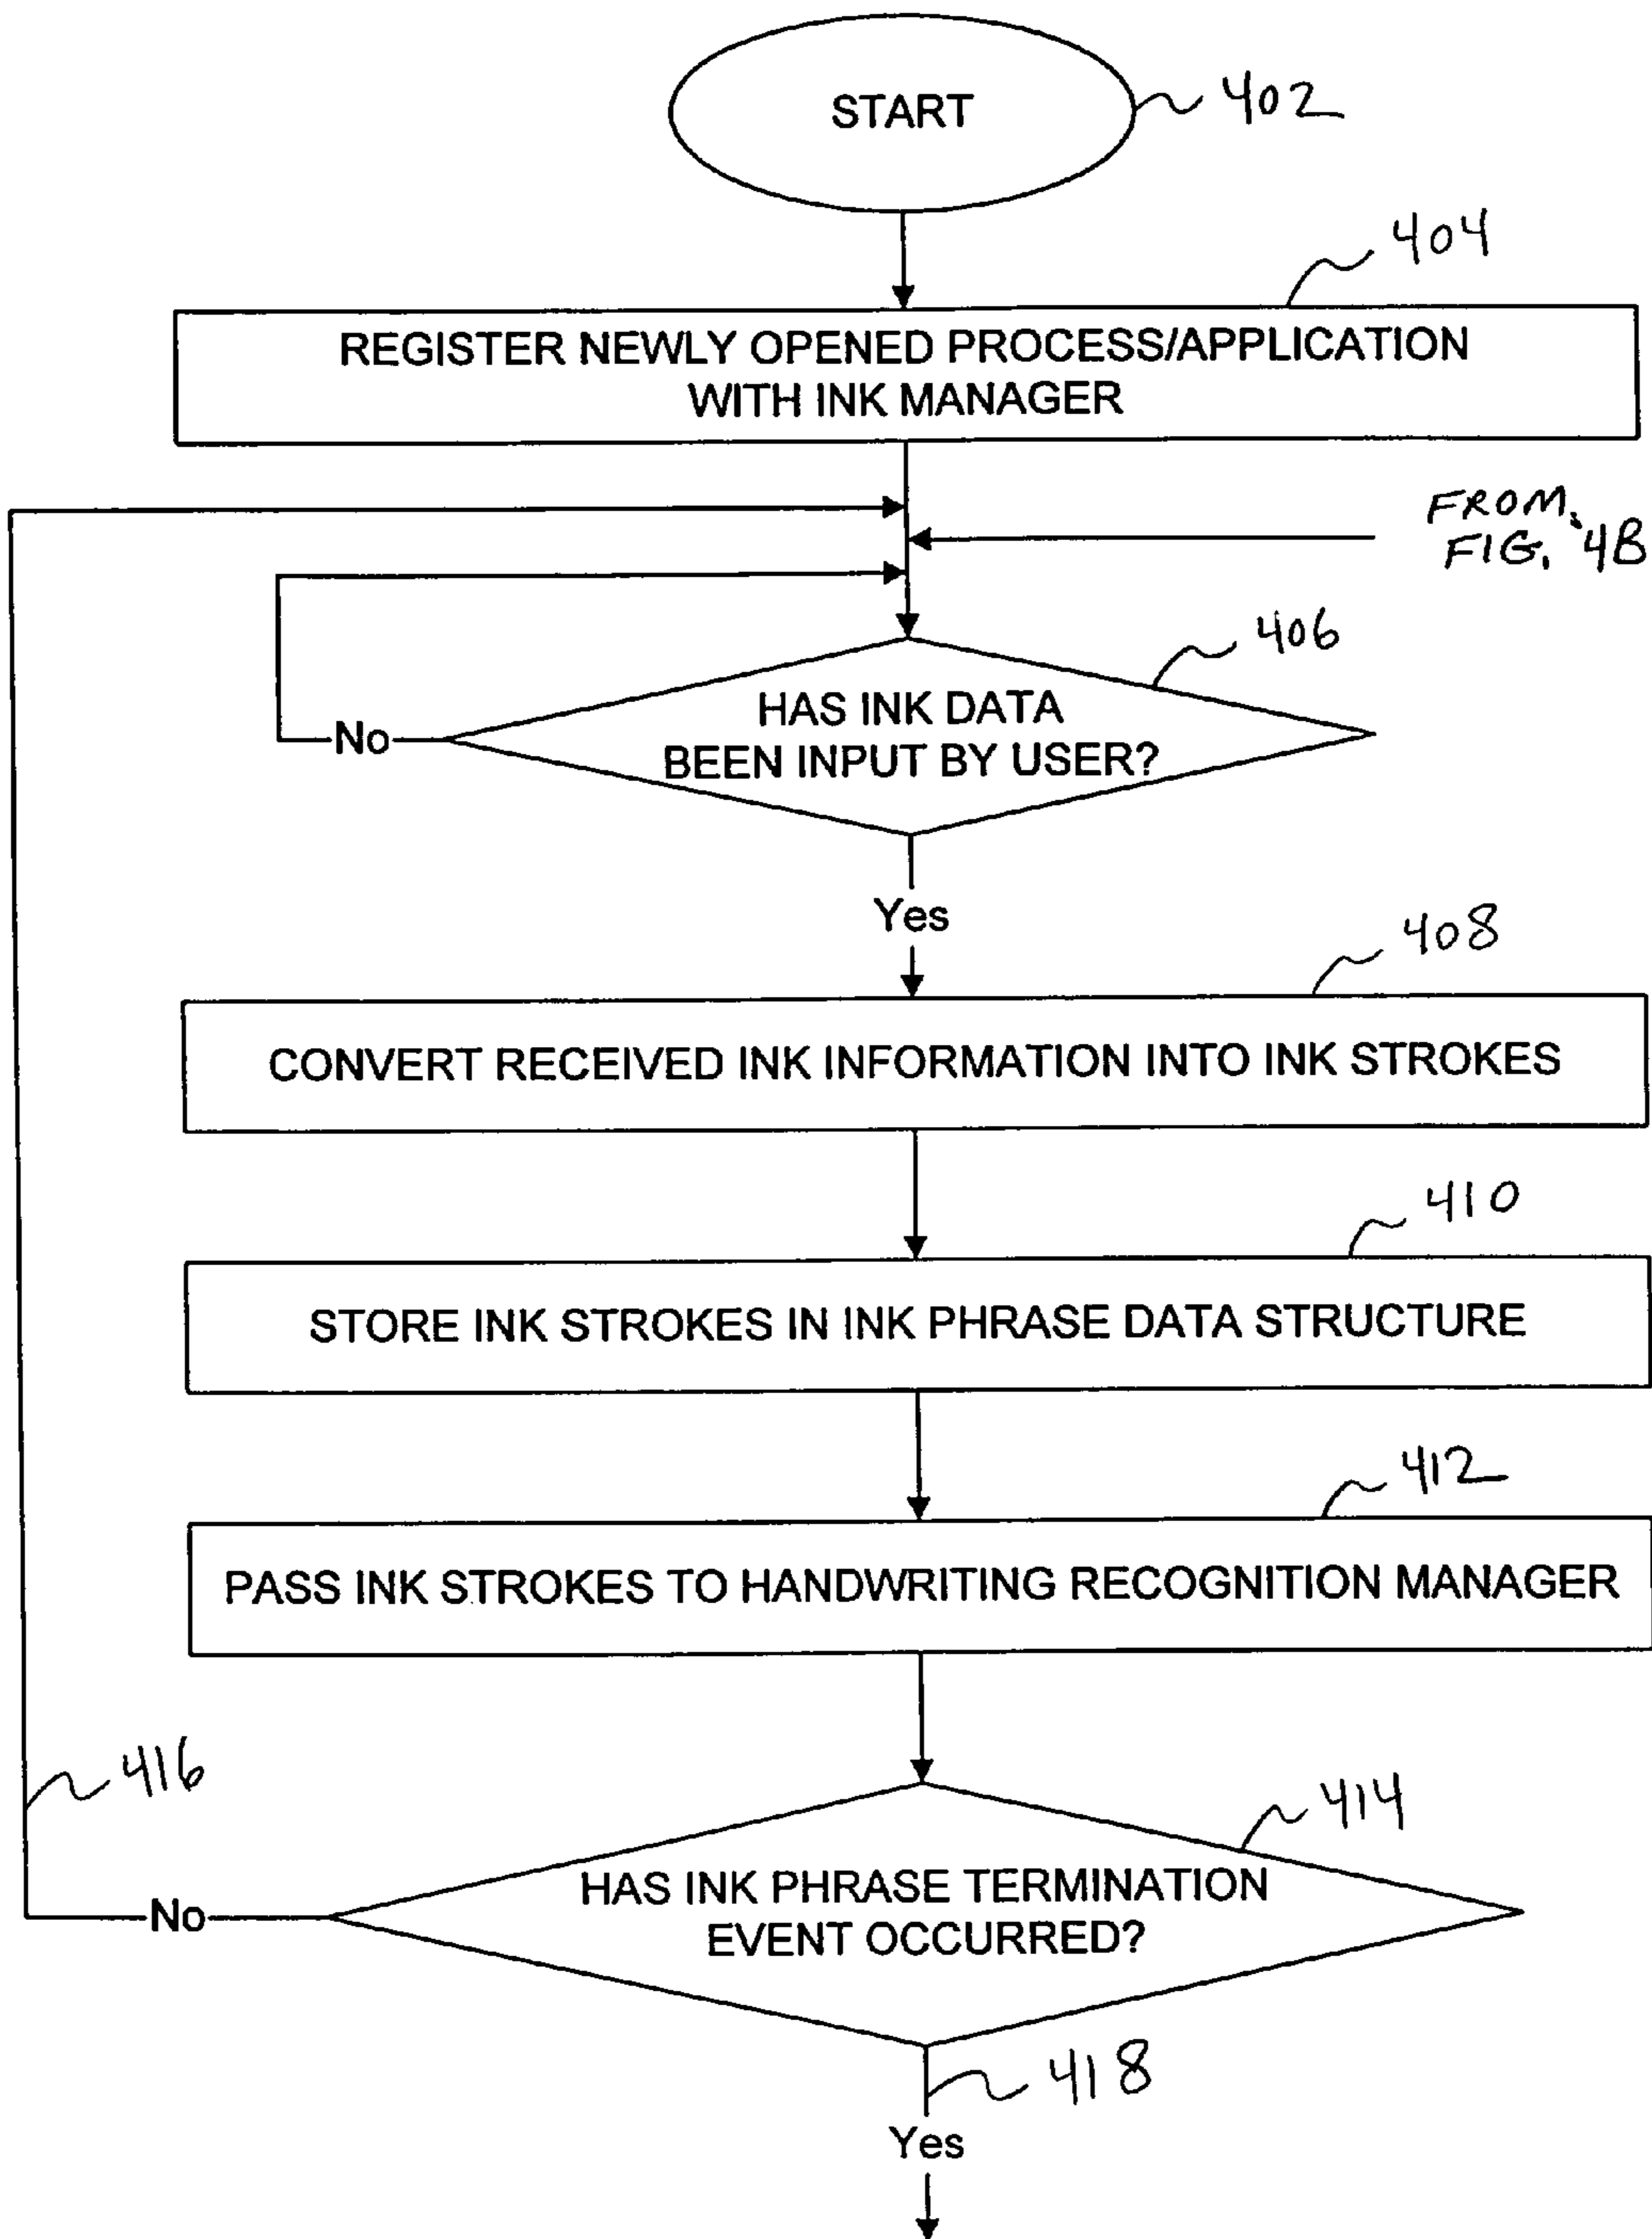 START
402
404
REGISTER NEWLY OPENED PROCESS/APPLICATION
WITH INK MANAGER
FROM
FIG. 4B
406
HAS INK DATA
BEEN INPUT BY USER?
No
Yes
408
CONVERT RECEIVED INK INFORMATION INTO INK STROKES
410
STORE INK STROKES IN INK PHRASE DATA STRUCTURE
412
PASS INK STROKES TO HANDWRITING RECOGNITION MANAGER
416
414
HAS INK PHRASE TERMINATION
EVENT OCCURRED?
No
418
Yes